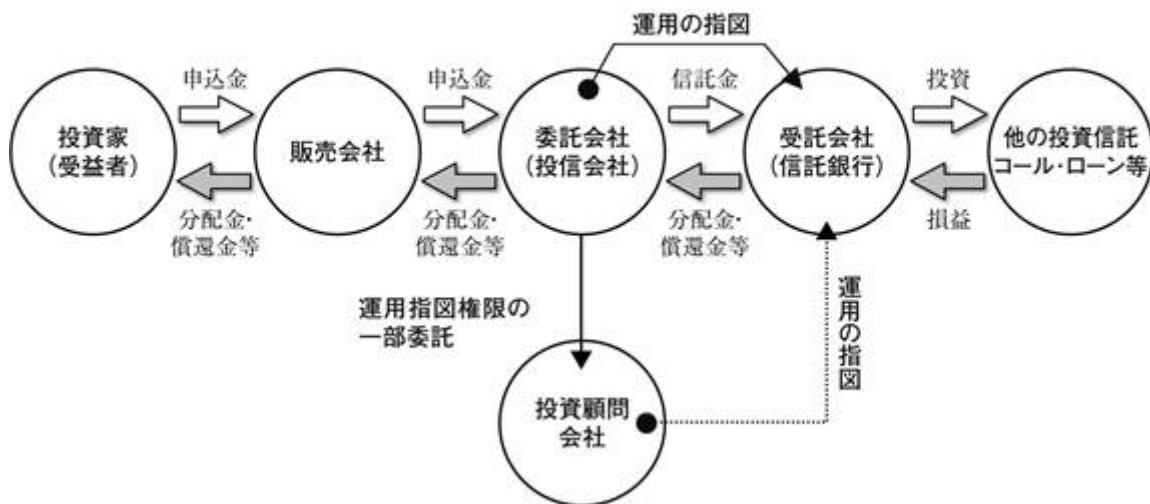 運用の指図
申込金
申込金
信託金
投資
投資家
(受益者)
販売会社
委託会社
(投信会社)
受託会社
(信託銀行)
他の投資信託
コール・ローン等
分配金・
償還金等
分配金・
償還金等
分配金・
償還金等
損益
運用指図権限の
一部委託
運用の指図
投資顧問
会社